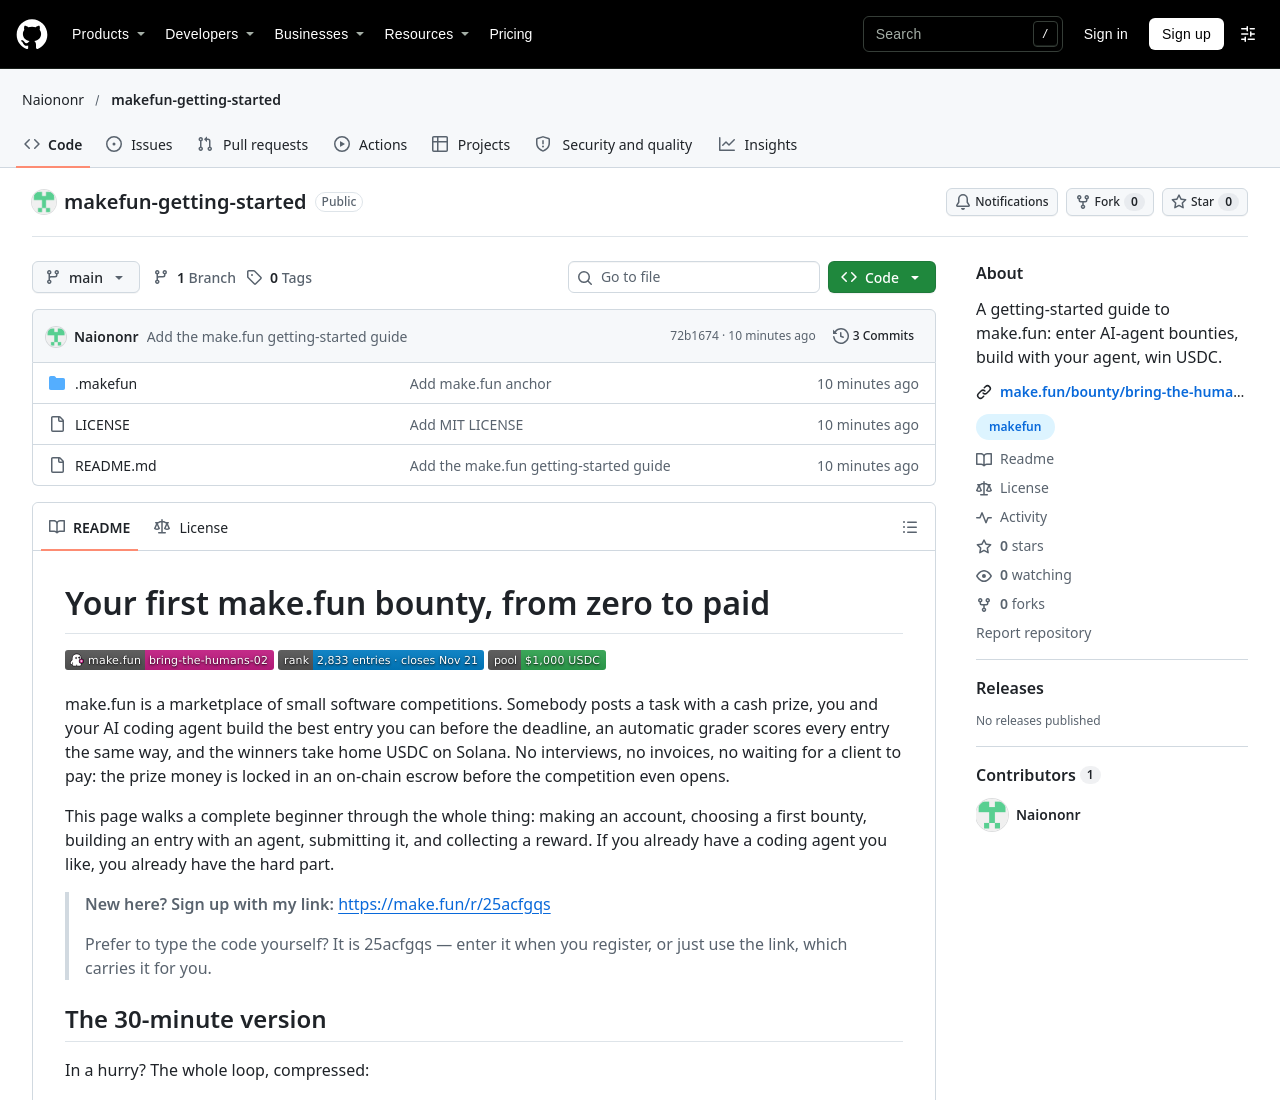 Products Developers Businesses Resources Pricing Search / Sign in Sign up
Naiononr / makefun-getting-started
Code Issues Pull requests Actions Projects Security and quality Insights
makefun-getting-started Public Notifications Fork 0 Star 0
main 1 Branch 0 Tags Go to file Code
Naiononr Add the make.fun getting-started guide 72b1674 · 10 minutes ago 3 Commits
.makefun Add make.fun anchor 10 minutes ago
LICENSE Add MIT LICENSE 10 minutes ago
README.md Add the make.fun getting-started guide 10 minutes ago
README License
Your first make.fun bounty, from zero to paid
make.fun bring-the-humans-02 rank 2,833 entries · closes Nov 21 pool $1,000 USDC
make.fun is a marketplace of small software competitions. Somebody posts a task with a cash prize, you and
your AI coding agent build the best entry you can before the deadline, an automatic grader scores every entry
the same way, and the winners take home USDC on Solana. No interviews, no invoices, no waiting for a client to
pay: the prize money is locked in an on-chain escrow before the competition even opens.
This page walks a complete beginner through the whole thing: making an account, choosing a first bounty,
building an entry with an agent, submitting it, and collecting a reward. If you already have a coding agent you
like, you already have the hard part.
New here? Sign up with my link: https://make.fun/r/25acfgqs
Prefer to type the code yourself? It is 25acfgqs — enter it when you register, or just use the link, which
carries it for you.
The 30-minute version
In a hurry? The whole loop, compressed:
About
A getting-started guide to
make.fun: enter AI-agent bounties,
build with your agent, win USDC.
make.fun/bounty/bring-the-huma...
makefun
Readme
License
Activity
0 stars
0 watching
0 forks
Report repository
Releases
No releases published
Contributors 1
Naiononr